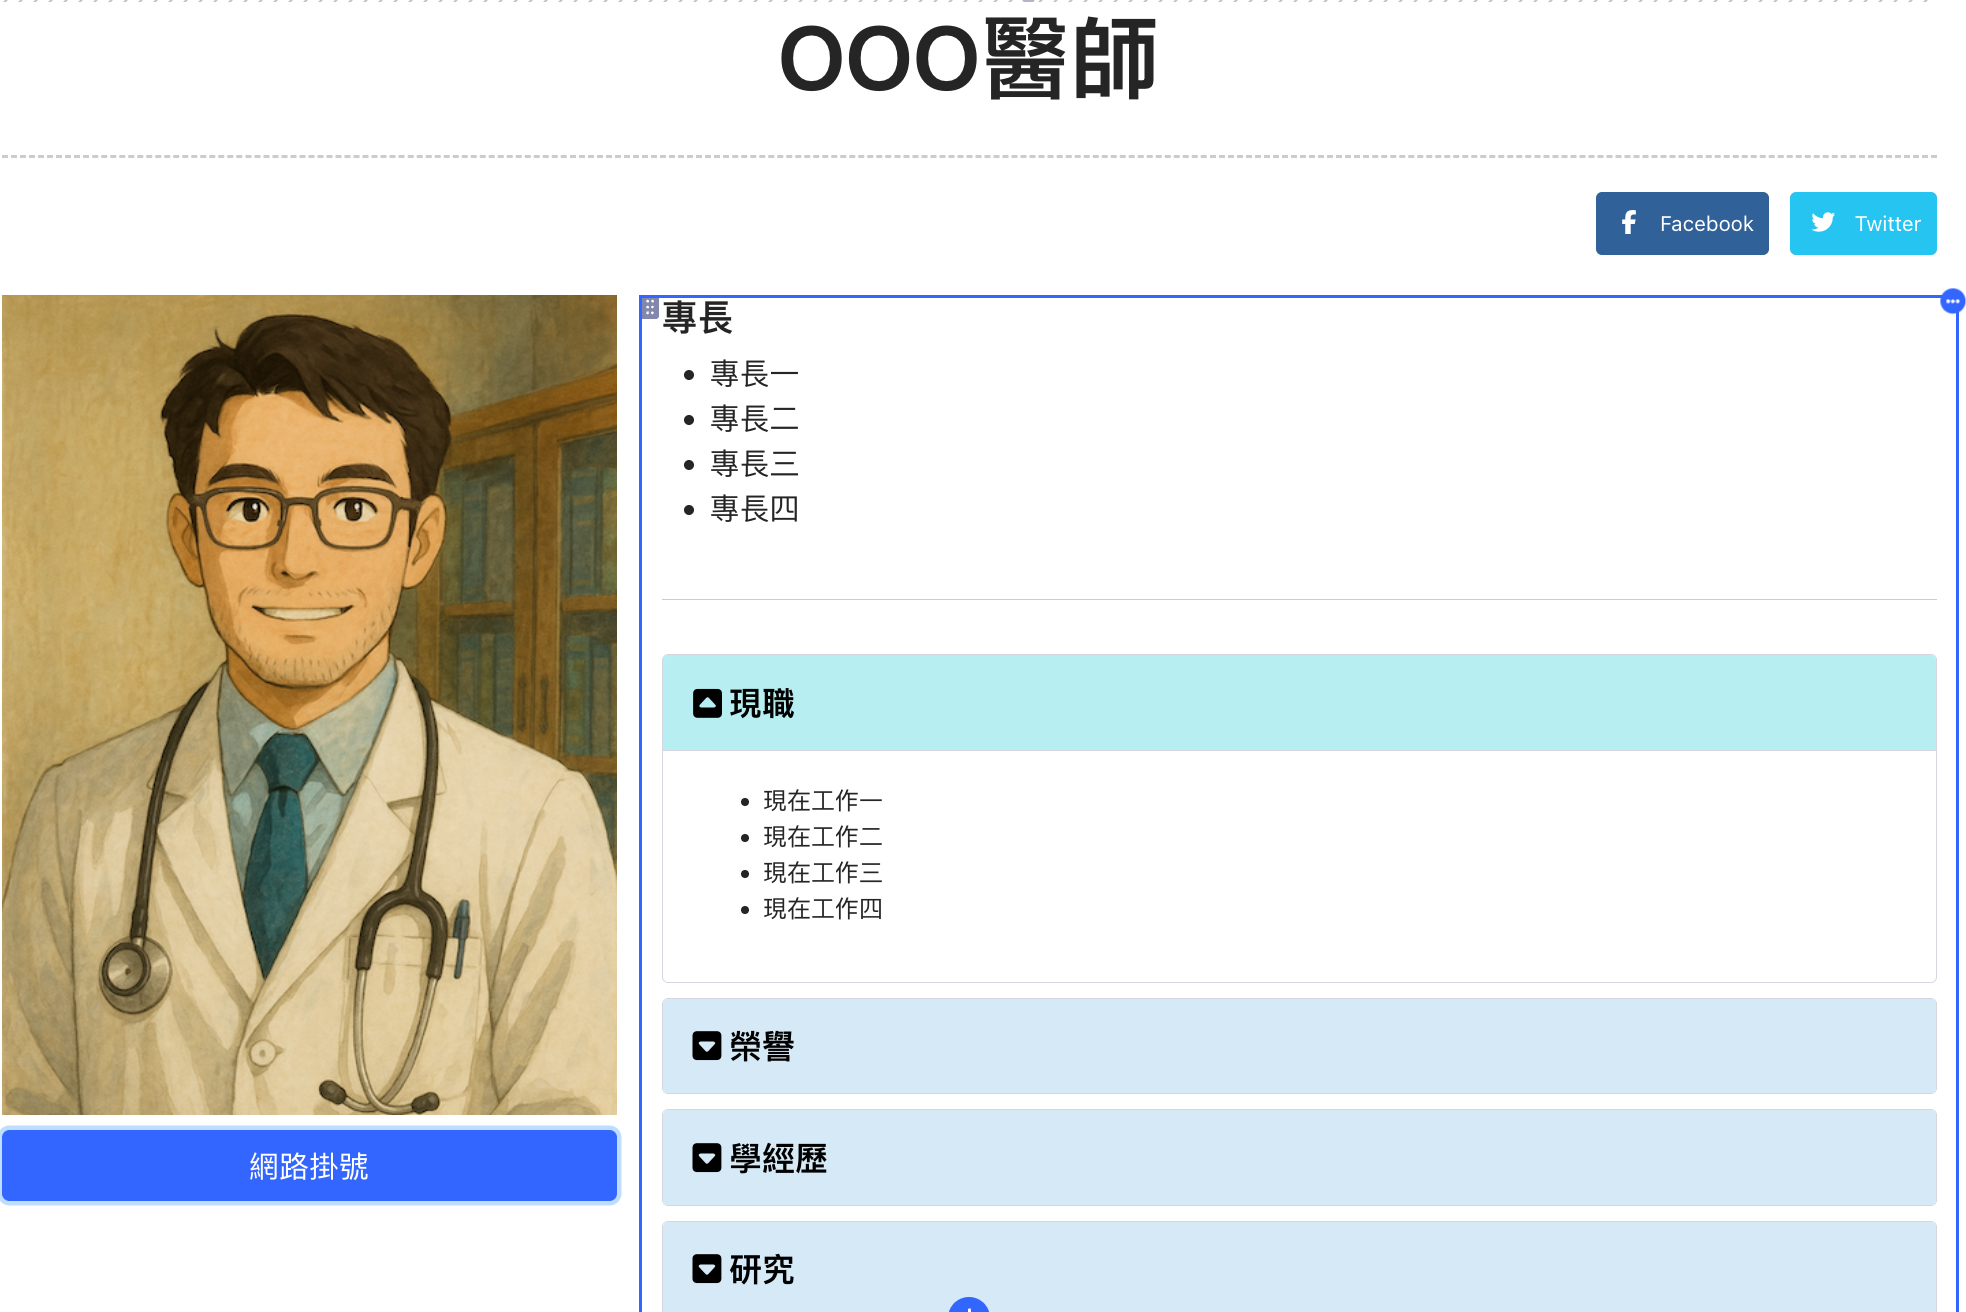 OOO醫師
Facebook
Twitter
專長
專長一
專長二
專長三
專長四
現職
現在工作一
現在工作二
現在工作三
現在工作四
榮譽
學經歷
研究
網路掛號